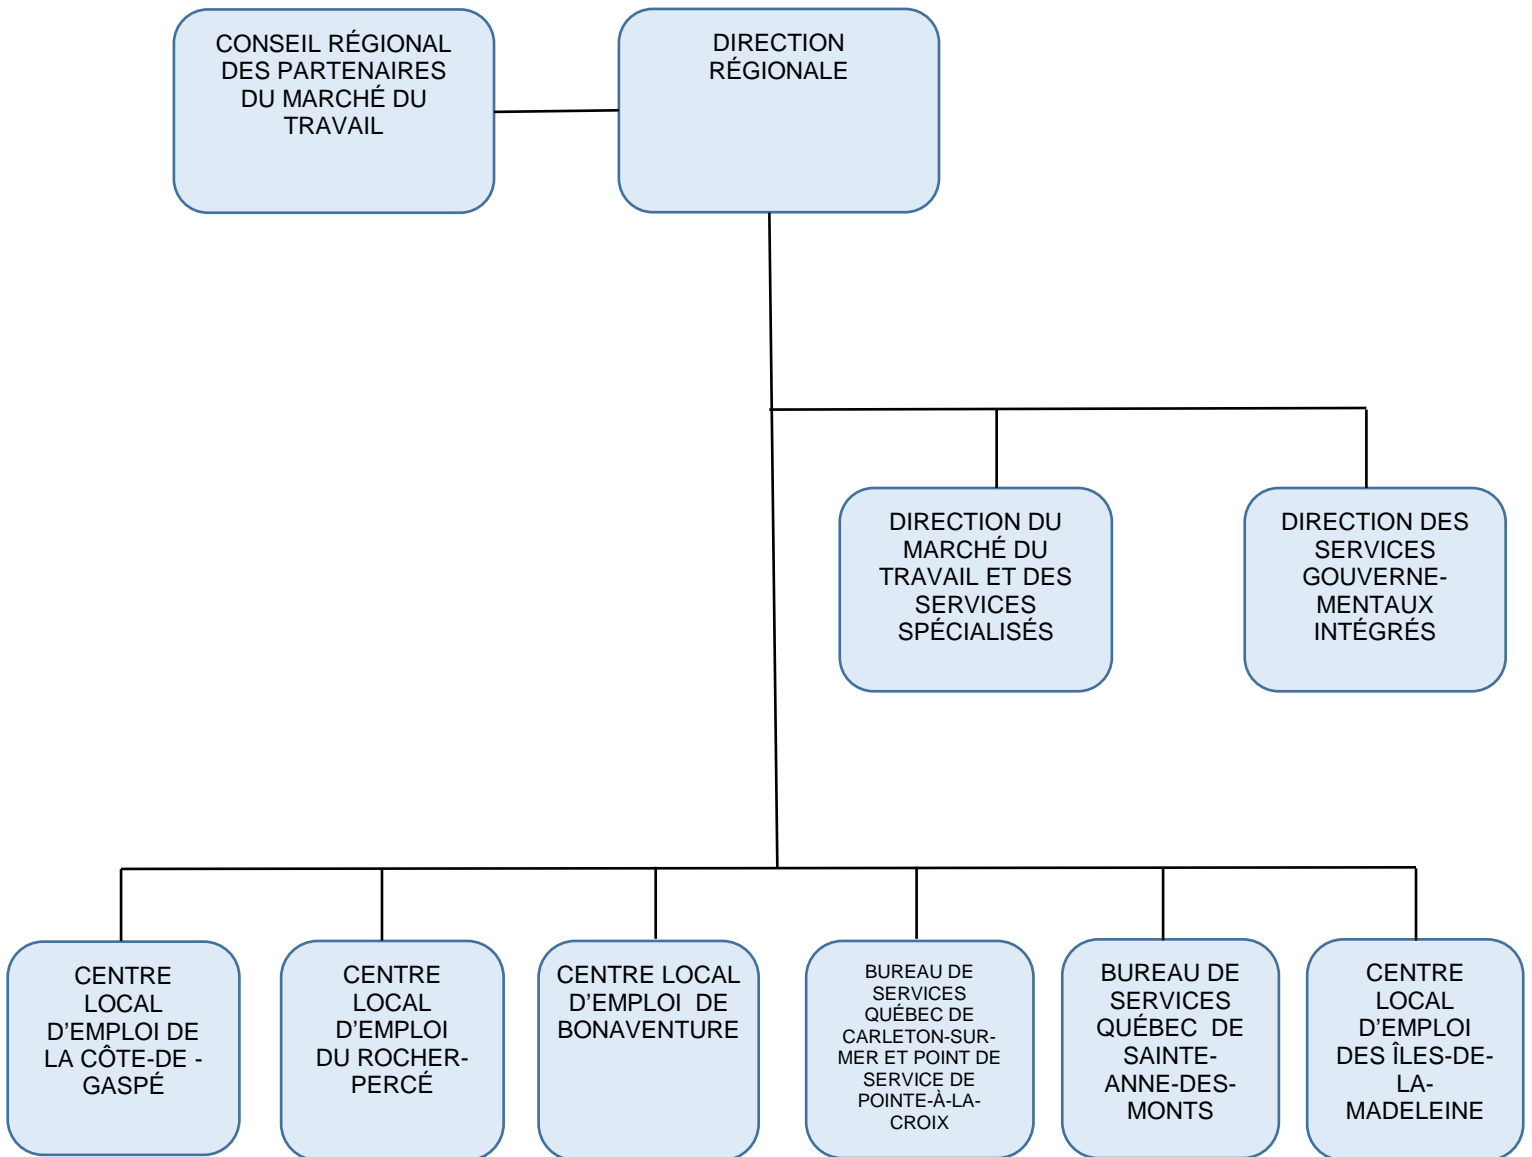 CONSEIL RÉGIONAL
DES PARTENAIRES
DU MARCHÉ DU
TRAVAIL
DIRECTION
RÉGIONALE
DIRECTION DU
MARCHÉ DU
TRAVAIL ET DES
SERVICES
SPÉCIALISÉS
DIRECTION DES
SERVICES
GOUVERNE-
MENTAUX
INTÉGRÉS
CENTRE
LOCAL
D’EMPLOI DE
LA CÔTE-DE -
GASPÉ
CENTRE
LOCAL
D’EMPLOI
DU ROCHER-
PERCÉ
CENTRE LOCAL
D’EMPLOI DE
BONAVENTURE
BUREAU DE
SERVICES
QUÉBEC DE
CARLETON-SUR-
MER ET POINT DE
SERVICE DE
POINTE-À-LA-
CROIX
BUREAU DE
SERVICES
QUÉBEC DE
SAINTE-
ANNE-DES-
MONTS
CENTRE
LOCAL
D’EMPLOI
DES ÎLES-DE-
LA-
MADELEINE